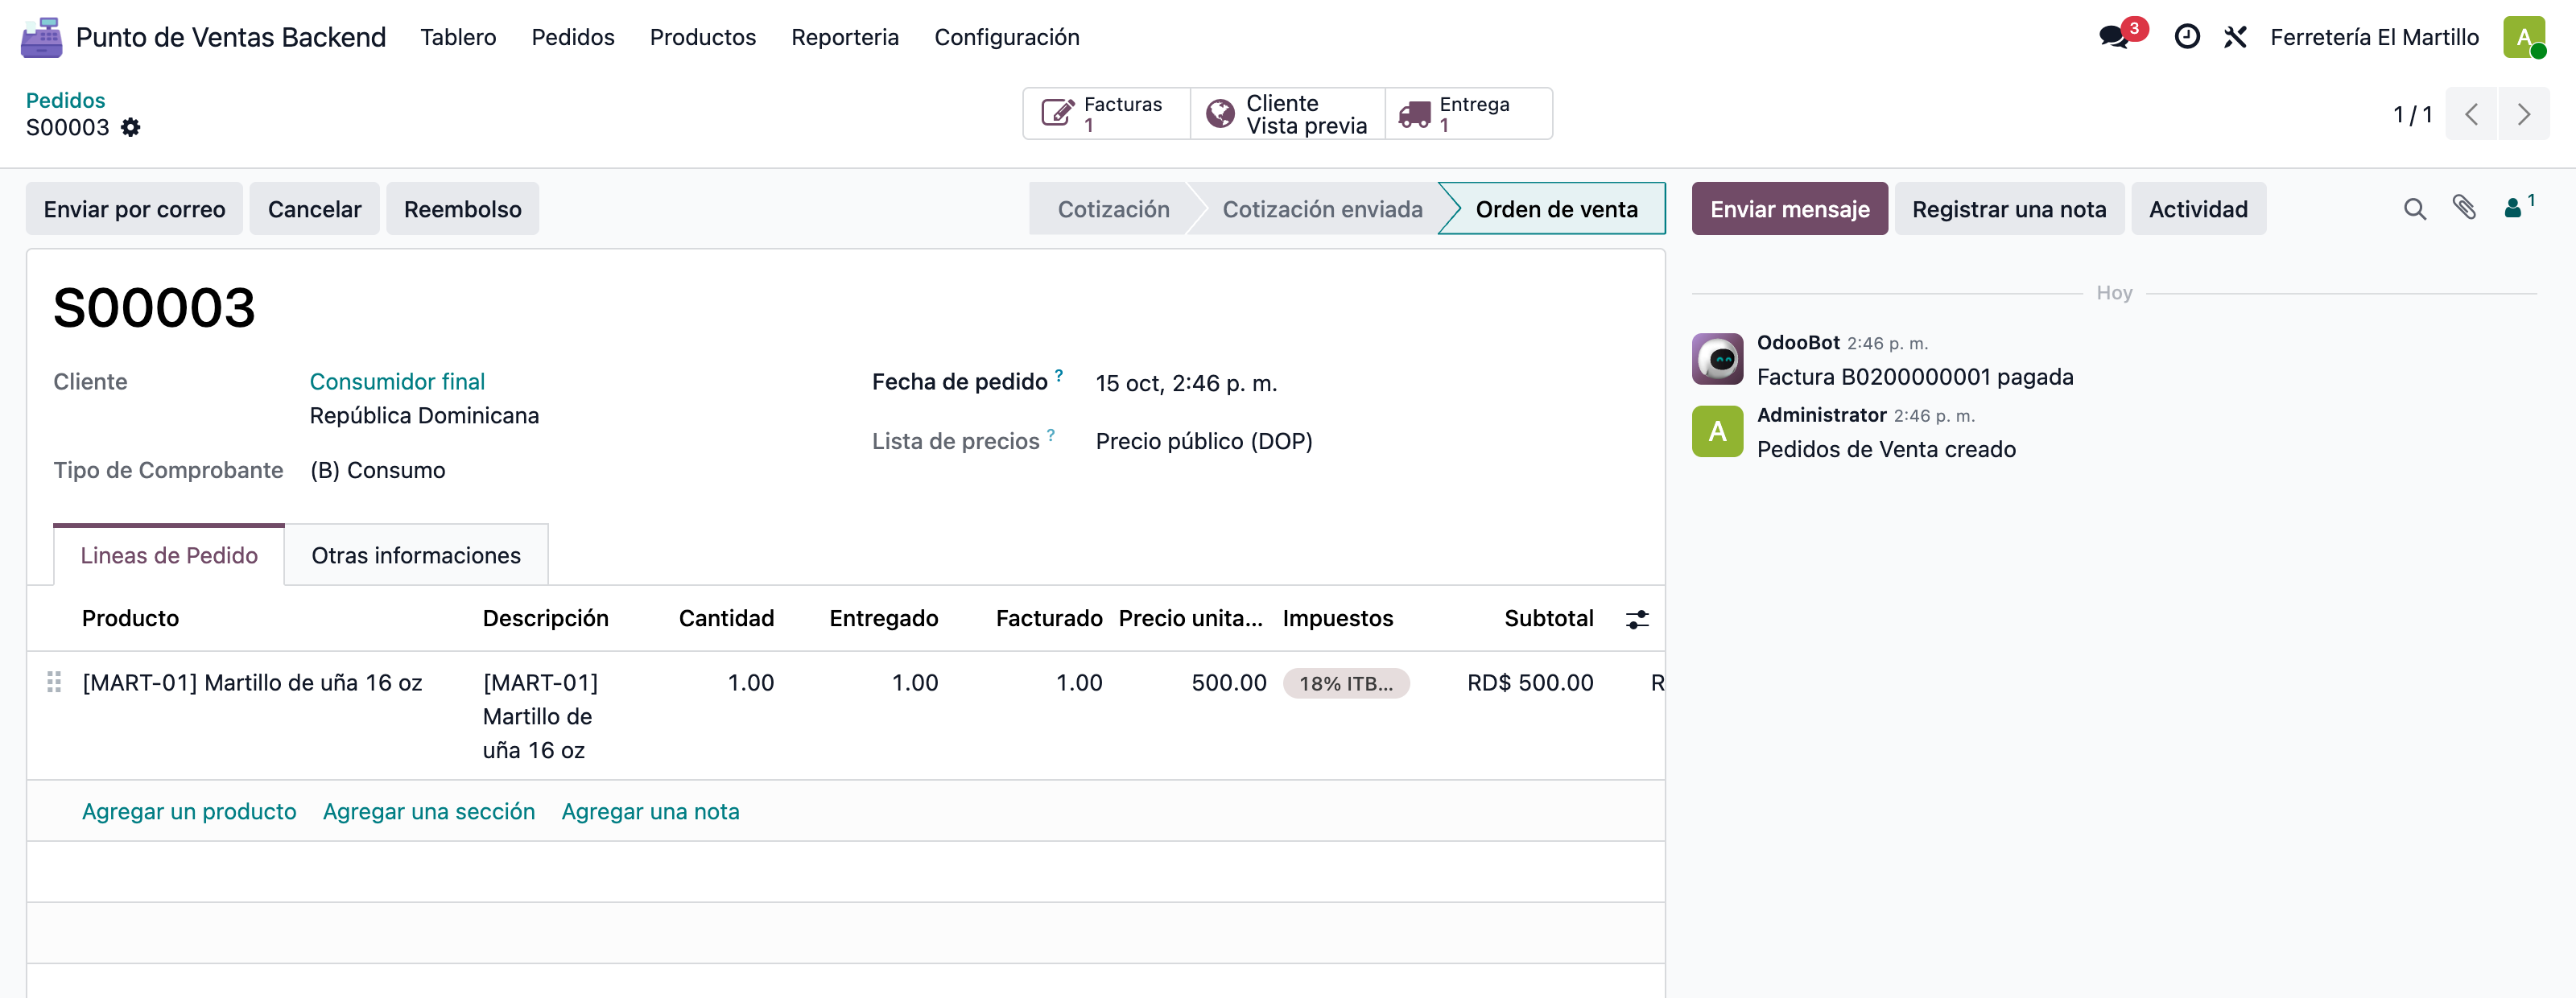 Punto de Ventas Backend Tablero Pedidos Productos Reporteria Configuración 3 Ferretería El Martillo A
Pedidos
S00003
Facturas
1
Cliente
Vista previa
Entrega
1
1 / 1
Enviar por correo Cancelar Reembolso Cotización Cotización enviada Orden de venta Enviar mensaje Registrar una nota Actividad 1
S00003
Cliente Consumidor final
República Dominicana
Tipo de Comprobante (B) Consumo
Fecha de pedido ? 15 oct, 2:46 p. m.
Lista de precios ? Precio público (DOP)
Lineas de Pedido Otras informaciones
Producto Descripción Cantidad Entregado Facturado Precio unita... Impuestos Subtotal
[MART-01] Martillo de uña 16 oz [MART-01] 1.00 1.00 1.00 500.00 18% ITB... RD$ 500.00 R
Martillo de
uña 16 oz
Agregar un producto Agregar una sección Agregar una nota
Hoy
OdooBot 2:46 p. m.
Factura B0200000001 pagada
A
Administrator 2:46 p. m.
Pedidos de Venta creado